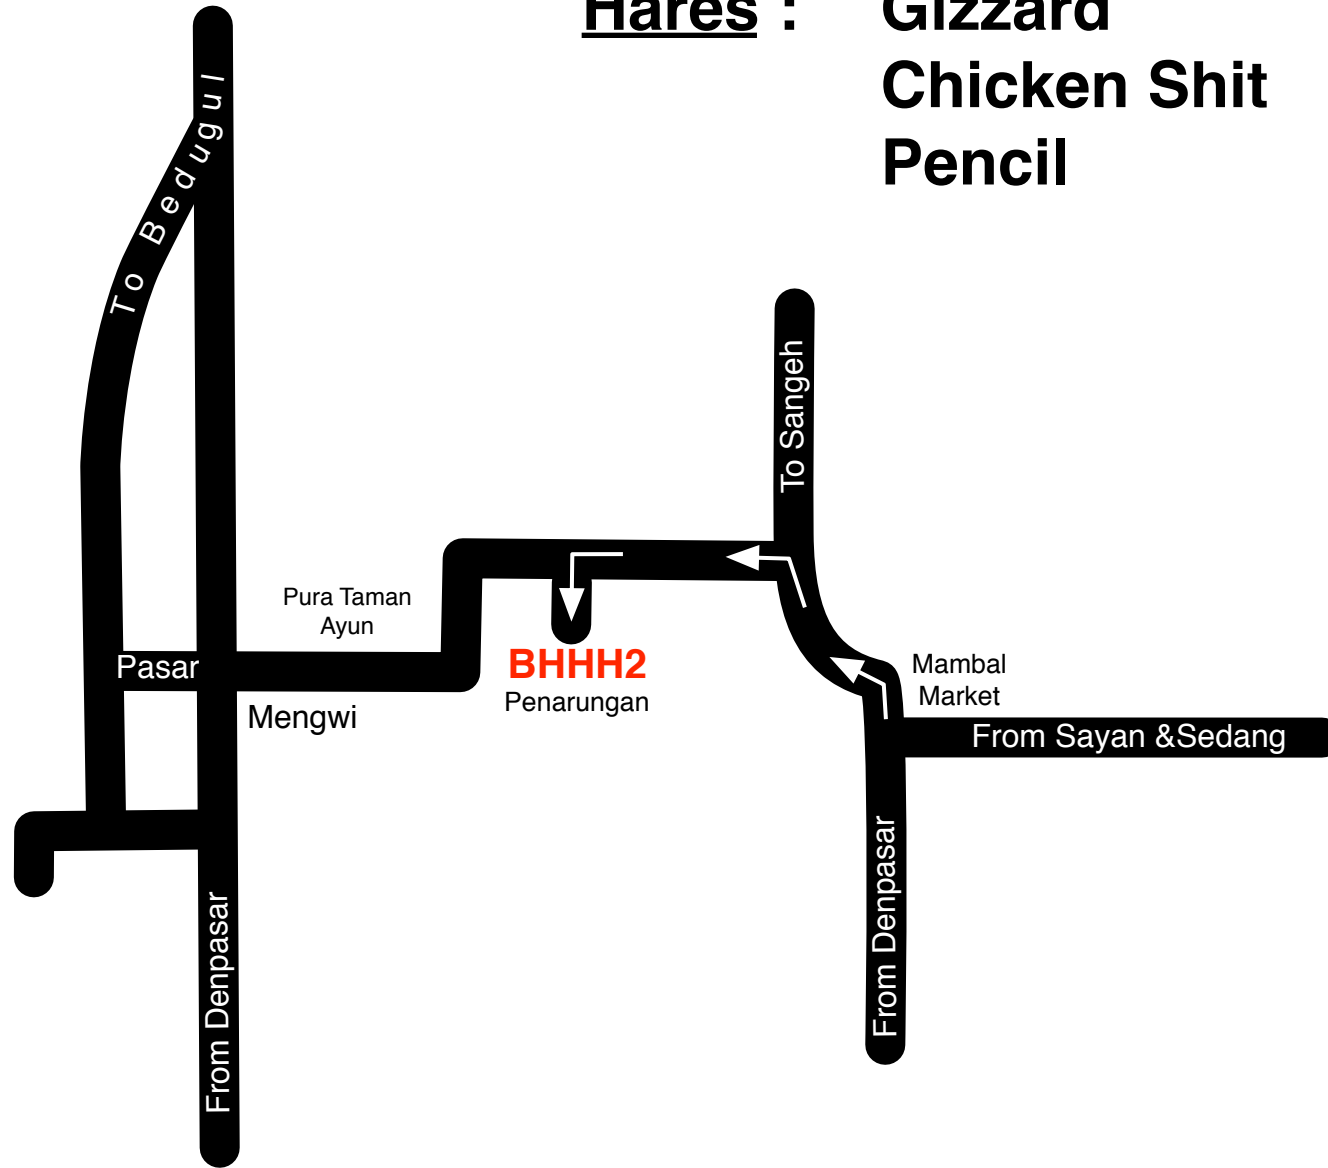 Hares : Gizzard
Chicken Shit
Pencil
To Bedugul
To Sangeh
Pura Taman
Ayun
Pasar
Mengwi
BHHH2
Penarungan
Mambal
Market
From Sayan &Sedang
From Denpasar
From Denpasar